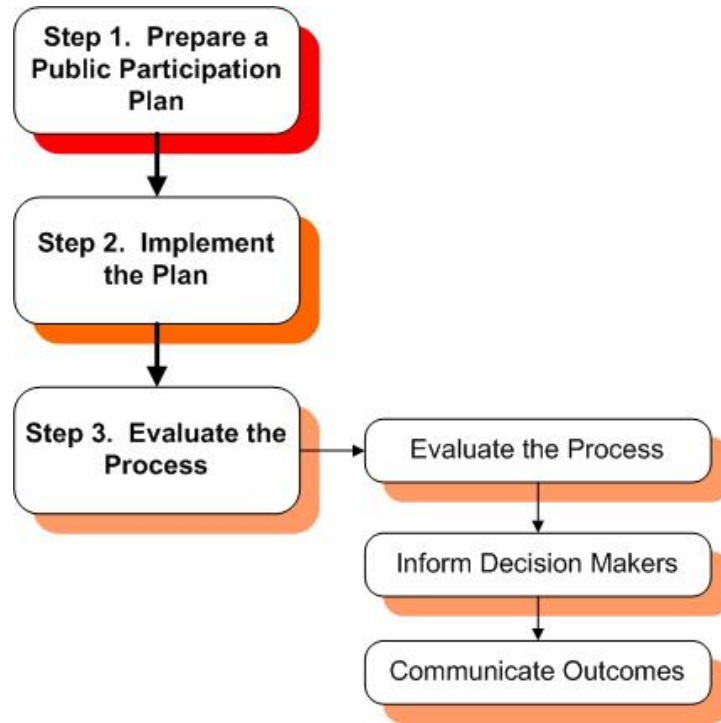 Step 1.  Prepare a
Public Participation
Plan
Step 2.  Implement
the Plan
Step 3.  Evaluate the
Process
Evaluate the Process
Inform Decision Makers
Communicate Outcomes